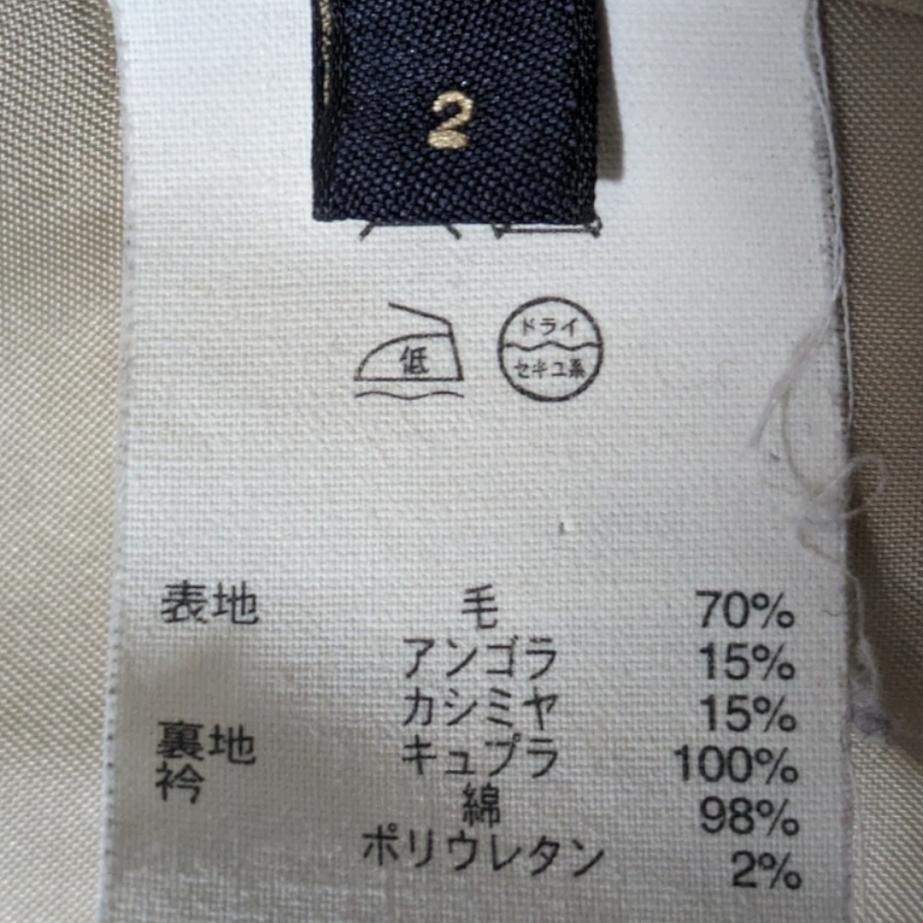 2
低
ドライ
セキユ系
表地 毛 70%
アンゴラ 15%
カシミヤ 15%
裏地 キュプラ 100%
衿 綿 98%
ポリウレタン 2%